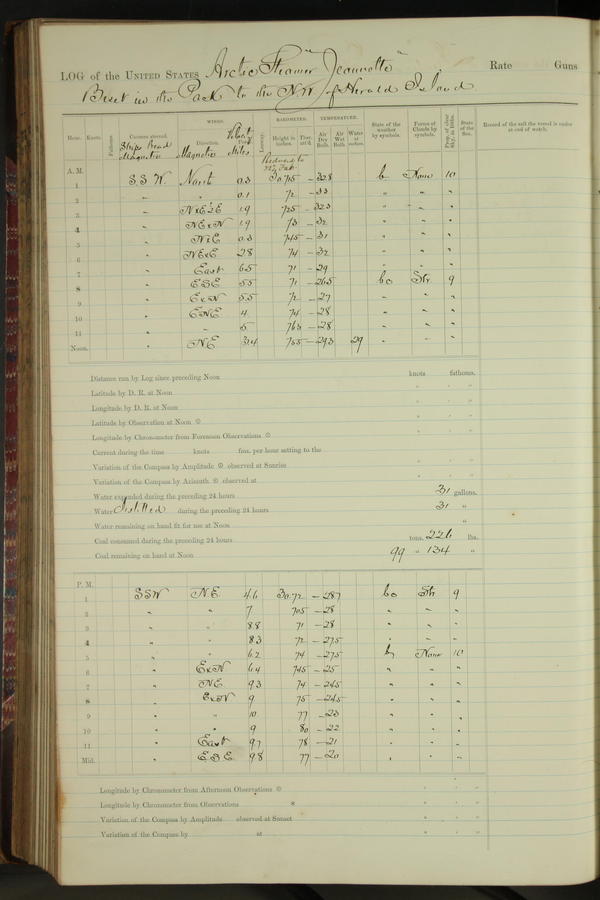 LOG of the UNITED STATES Arctic Steamer "Jeannette" Rate Guns
Beset in the Pack to the N.W. of Herald Island
WINDS. BAROMETER. TEMPERATURE.
Hour. Knots. Fathoms. Courses steered. Direction. Leeway. Height in inches. Ther. att'd. Air Dry Bulb. Air Wet Bulb. Water at surface. State of the weather by symbols. Forms of Clouds by symbols. Prop. of clear sky, in 10ths. State of the Sea. Record of the sail the vessel is under at end of watch.
Ships Head Magnetic Magnetic Miles
Reduced to
A. M.
1 S.S.W. North 0.3 30.715 -32.8 b None 10
2 " " 0.1 72 -33 " " "
3 " NxE½E 1.9 725 -32.3 " " "
4 " NExN 1.9 73 -32 " " "
5 " NxE 0.3 745 -31 " " "
6 " NExE 2.8 74 -32 " " "
7 " East 6.5 71 -29 " " "
8 " ESE 5.5 71 -26.5 bc Str 9
9 " ExN 5.5 72 -27 " " "
10 " ENE 4 74 -28 " " "
11 " " 5 763 -28 " " "
Noon. " NE 3.4 755 -29.3 29 " " "
Distance run by Log since preceding Noon knots fathoms.
Latitude by D. R. at Noon ° ' "
Longitude by D. R. at Noon ° ' "
Latitude by Observation at Noon ☉ ° ' "
Longitude by Chronometer from Forenoon Observations ☉ ° ' "
Current during the time knots fms. per hour setting to the
Variation of the Compass by Amplitude ☉ observed at Sunrise ° ' "
Variation of the Compass by Azimuth ☉ observed at ° ' "
Water expended during the preceding 24 hours 31 gallons.
Water distilled during the preceding 24 hours 31 "
Water remaining on hand fit for use at Noon "
Coal consumed during the preceding 24 hours tons. 226 lbs.
Coal remaining on hand at Noon 99 " 134 "
P. M.
1 SSW N.E. 4.6 30.72 -28.7 bc Str 9
2 " " 7 705 -28 " " "
3 " " 8.8 71 -28 " " "
4 " " 8.3 72 -27.5 " " "
5 " " 6.2 74 -27.5 b None 10
6 " ExN 6.4 745 -25 " " "
7 " NE 9.3 74 -24.5 " " "
8 " ExN 9 75 -24.5 " " "
9 " " 10 77 -23 " " "
10 " " 9 80 -22 " " "
11 " East 9.7 78 -21 " " "
Mid. " ESE 9.8 77 -20 " " "
Longitude by Chronometer from Afternoon Observations ☉ ° ' "
Longitude by Chronometer from Observations * ° ' "
Variation of the Compass by Amplitude observed at Sunset ° ' "
Variation of the Compass by at ° ' "